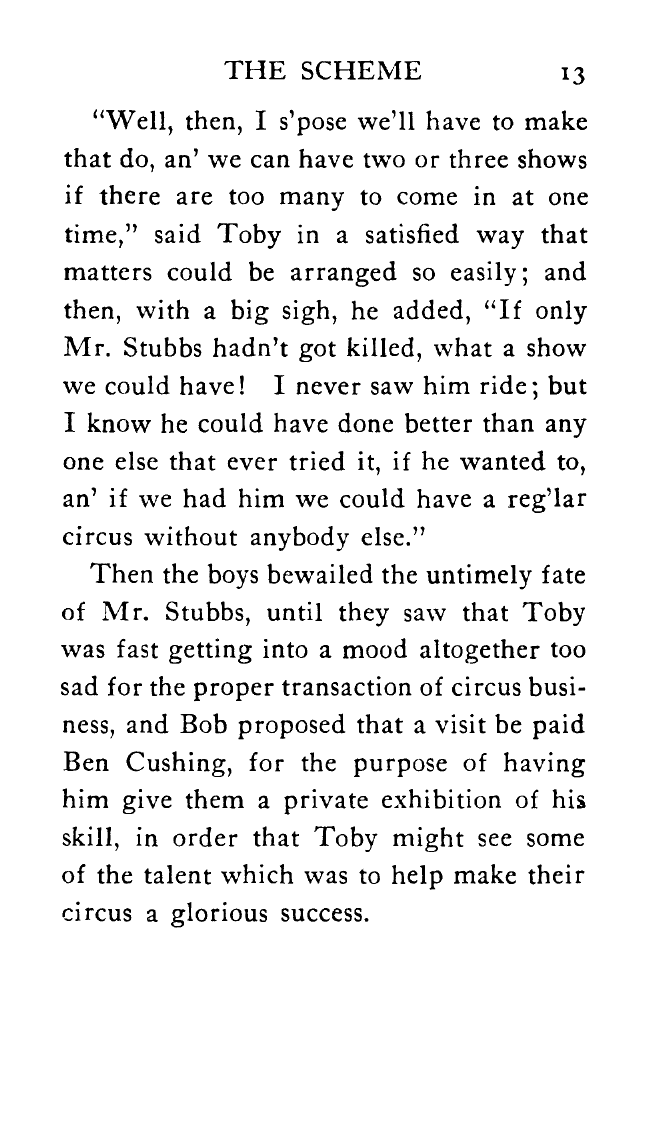 THE SCHEME 13
“Well, then, I s’pose we’ll have to make
that do, an’ we can have two or three shows
if there are too many to come in at one
time,” said Toby in a satisfied way that
matters could be arranged so easily; and
then, with a big sigh, he added, “If only
Mr. Stubbs hadn’t got killed, what a show
we could have! I never saw him ride; but
I know he could have done better than any
one else that ever tried it, if he wanted to,
an’ if we had him we could have a reg’lar
circus without anybody else.”
Then the boys bewailed the untimely fate
of Mr. Stubbs, until they saw that Toby
was fast getting into a mood altogether too
sad for the proper transaction of circus busi-
ness, and Bob proposed that a visit be paid
Ben Cushing, for the purpose of having
him give them a private exhibition of his
skill, in order that Toby might see some
of the talent which was to help make their
circus a glorious success.